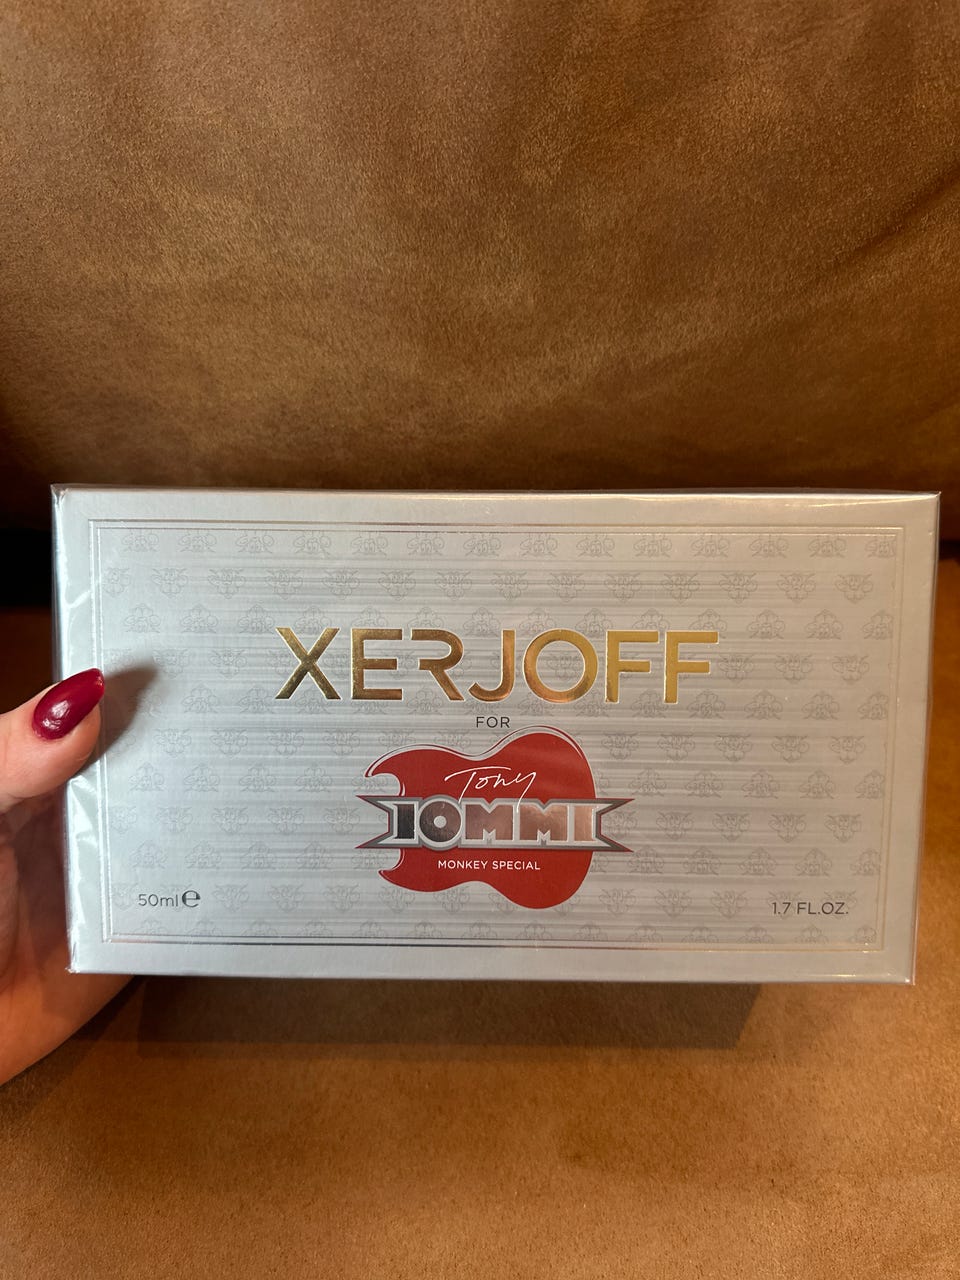 XERJOFF
FOR
Tony
IOMMI
MONKEY SPECIAL
50ml ℮
1.7 FL.OZ.